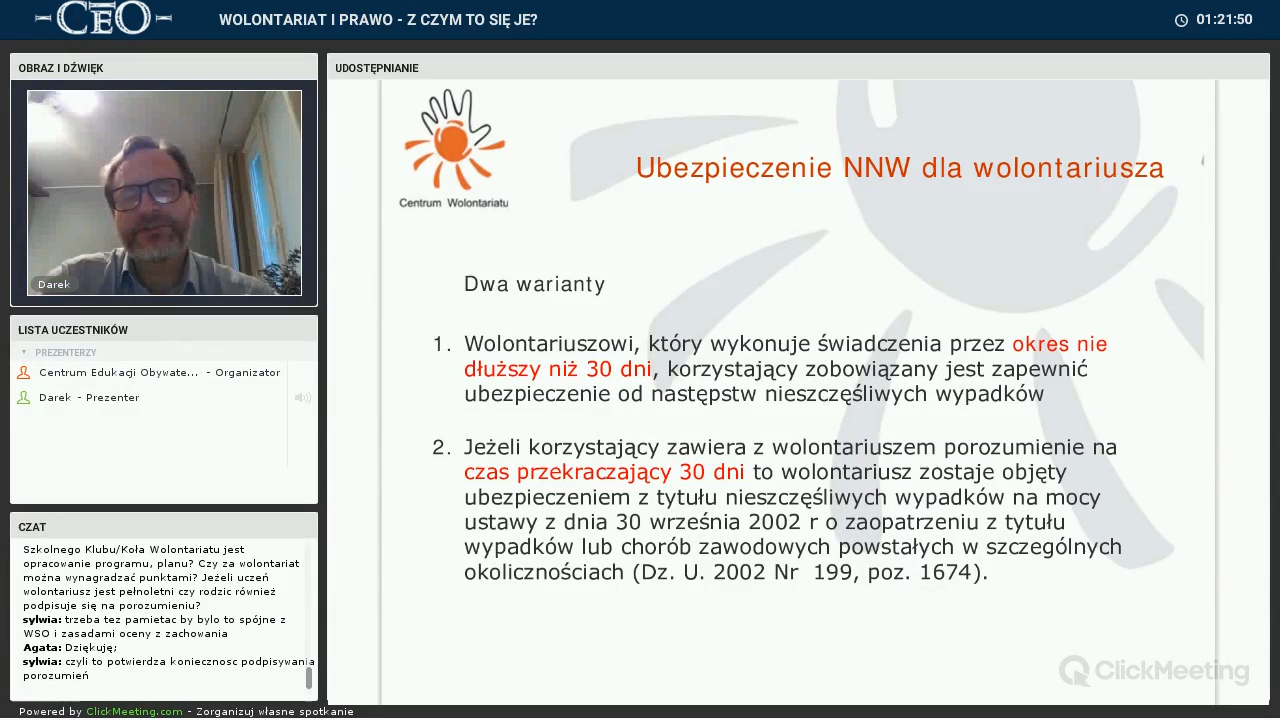 CEO
WOLONTARIAT I PRAWO - Z CZYM TO SIĘ JE?
01:21:50
OBRAZ I DŹWIĘK
Darek
LISTA UCZESTNIKÓW
PREZENTERZY
Centrum Edukacji Obywate... - Organizator
Darek - Prezenter
CZAT
Szkolnego Klubu/Koła Wolontariatu jest
opracowanie programu, planu? Czy za wolontariat
można wynagradzać punktami? Jeżeli uczeń
wolontariusz jest pełnoletni czy rodzic również
podpisuje się na porozumieniu?
sylwia: trzeba tez pamietac by bylo to spójne z
WSO i zasadami oceny z zachowania
Agata: Dziękuję;
sylwia: czyli to potwierdza koniecznosc podpisywania
porozumień
UDOSTĘPNIANIE
Centrum Wolontariatu
Ubezpieczenie NNW dla wolontariusza
Dwa warianty
1. Wolontariuszowi, który wykonuje świadczenia przez okres nie
dłuższy niż 30 dni, korzystający zobowiązany jest zapewnić
ubezpieczenie od następstw nieszczęśliwych wypadków
2. Jeżeli korzystający zawiera z wolontariuszem porozumienie na
czas przekraczający 30 dni to wolontariusz zostaje objęty
ubezpieczeniem z tytułu nieszczęśliwych wypadków na mocy
ustawy z dnia 30 września 2002 r o zaopatrzeniu z tytułu
wypadków lub chorób zawodowych powstałych w szczególnych
okolicznościach (Dz. U. 2002 Nr 199, poz. 1674).
ClickMeeting
Powered by ClickMeeting.com - Zorganizuj własne spotkanie